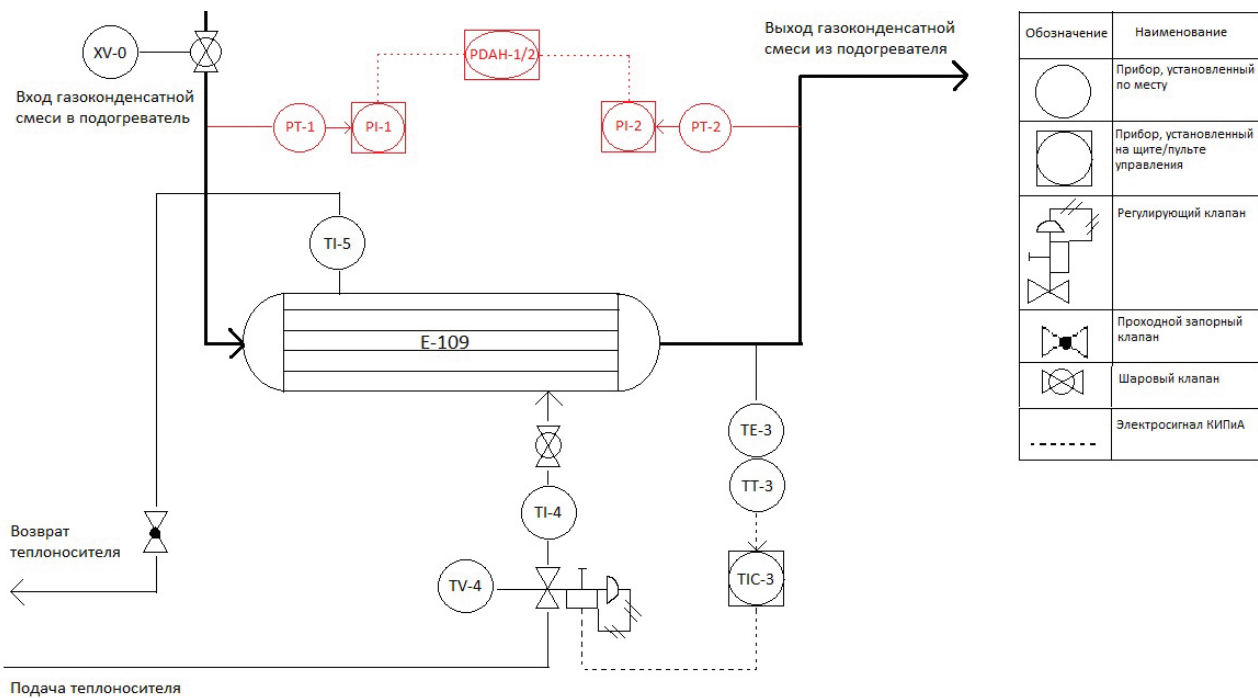 XV-0
Вход газоконденсатной
смеси в подогреватель
PT-1
PI-1
PDAH-1/2
PI-2
PT-2
Выход газоконденсатной
смеси из подогревателя
TI-5
E-109
TE-3
TT-3
TI-4
TIC-3
TV-4
Возврат
теплоносителя
Подача теплоносителя
Обозначение
Наименование
Прибор, установленный
по месту
Прибор, установленный
на щите/пульте
управления
Регулирующий клапан
Проходной запорный
клапан
Шаровый клапан
Электросигнал КИПиА